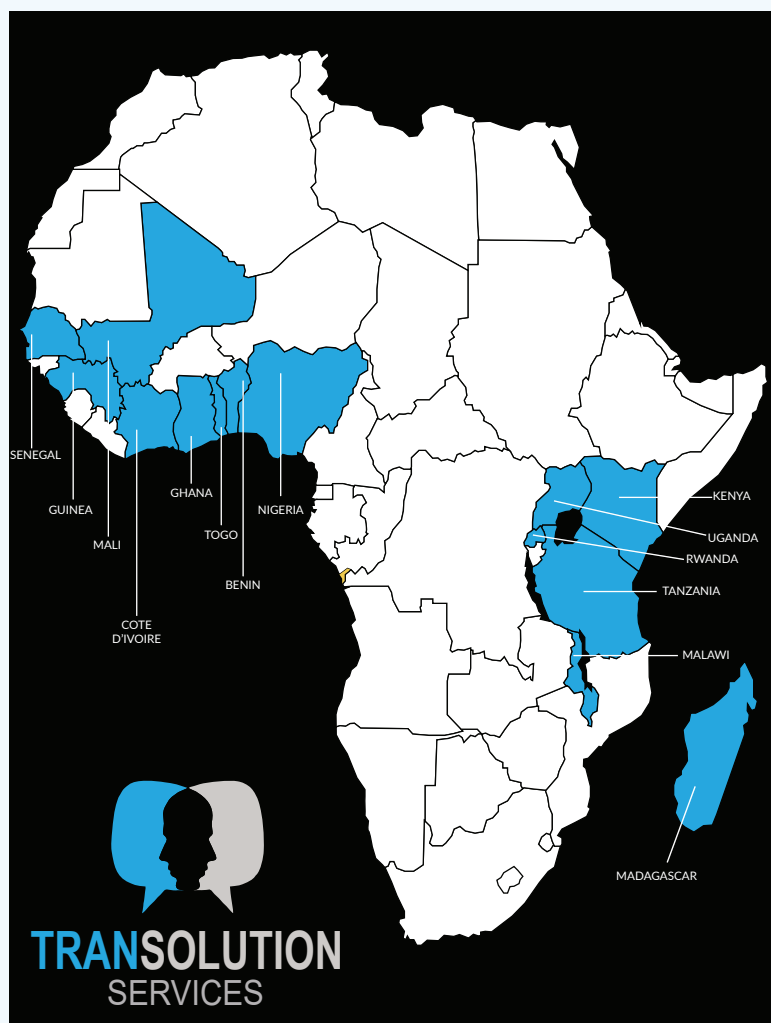 SENEGAL
GUINEA
MALI
COTE
D'IVOIRE
GHANA
TOGO
BENIN
NIGERIA
KENYA
UGANDA
RWANDA
TANZANIA
MALAWI
MADAGASCAR
TRANSOLUTION
SERVICES